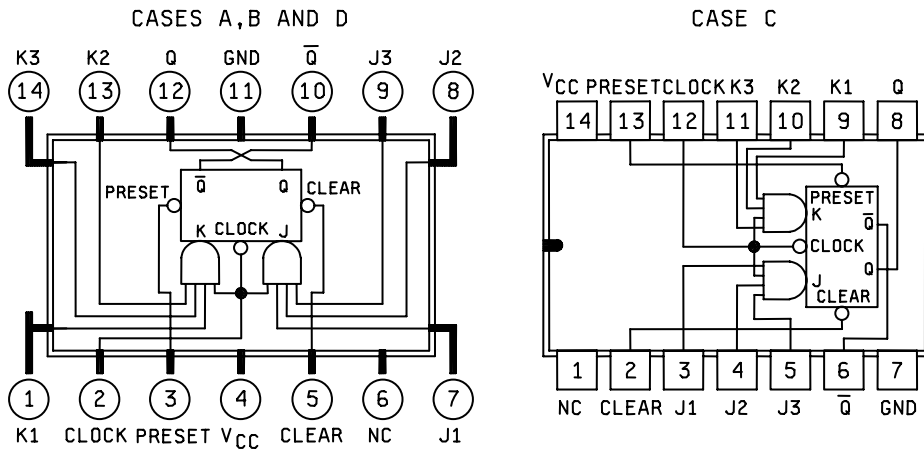 CASES A,B AND D
K3 K2 Q GND Q̅ J3 J2
14 13 12 11 10 9 8
Q̅ Q
PRESET CLEAR
K CLOCK J
1 2 3 4 5 6 7
K1 CLOCK PRESET VCC CLEAR NC J1
CASE C
VCC PRESET CLOCK K3 K2 K1 Q
14 13 12 11 10 9 8
PRESET
K Q̅
CLOCK
J Q
CLEAR
1 2 3 4 5 6 7
NC CLEAR J1 J2 J3 Q̅ GND